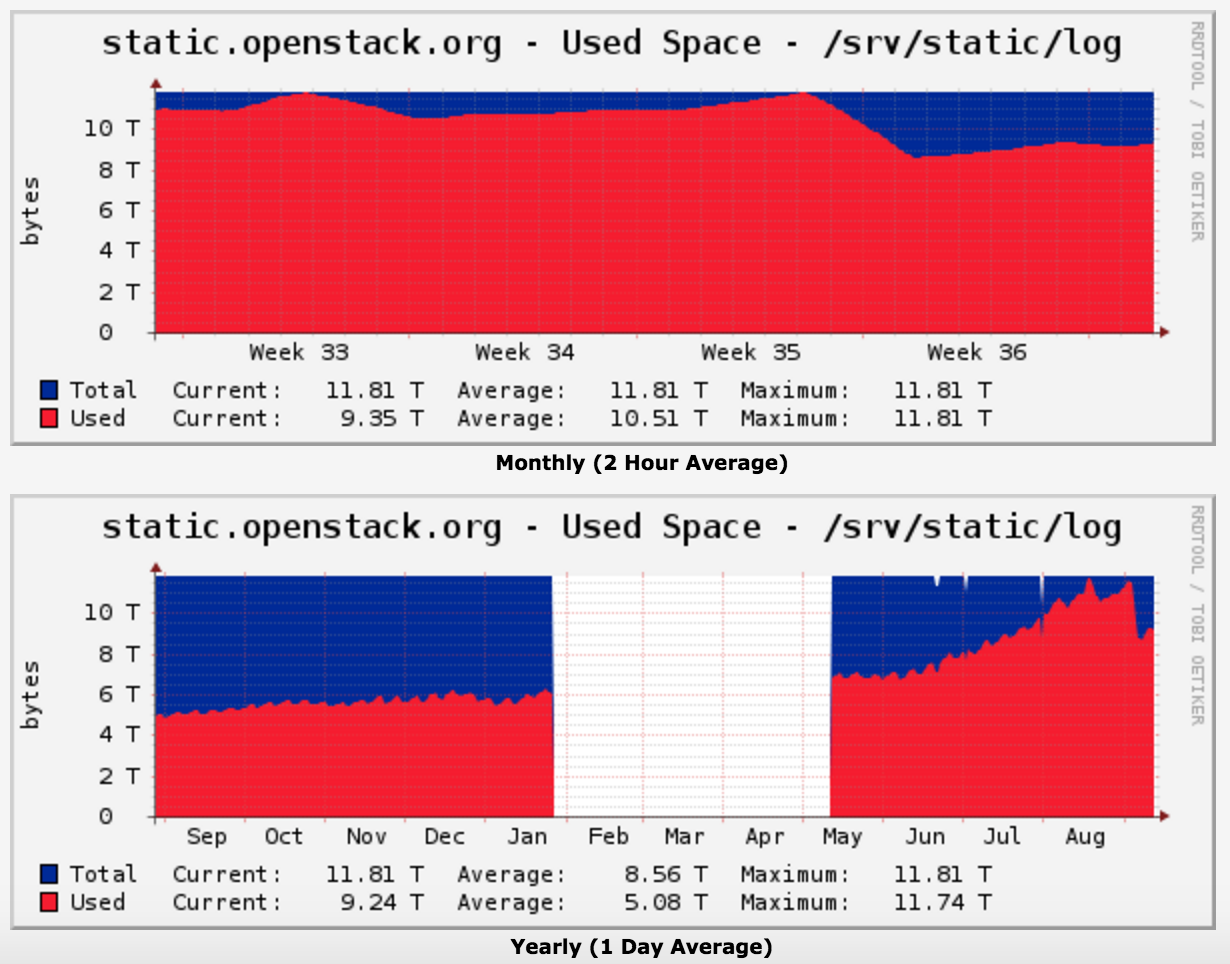 static.openstack.org - Used Space - /srv/static/log
RRDTOOL / TOBI OETIKER
bytes
10 T
8 T
6 T
4 T
2 T
0
Week 33 Week 34 Week 35 Week 36
Total Current: 11.81 T Average: 11.81 T Maximum: 11.81 T
Used Current: 9.35 T Average: 10.51 T Maximum: 11.81 T
Monthly (2 Hour Average)
static.openstack.org - Used Space - /srv/static/log
RRDTOOL / TOBI OETIKER
bytes
10 T
8 T
6 T
4 T
2 T
0
Sep Oct Nov Dec Jan Feb Mar Apr May Jun Jul Aug
Total Current: 11.81 T Average: 8.56 T Maximum: 11.81 T
Used Current: 9.24 T Average: 5.08 T Maximum: 11.74 T
Yearly (1 Day Average)